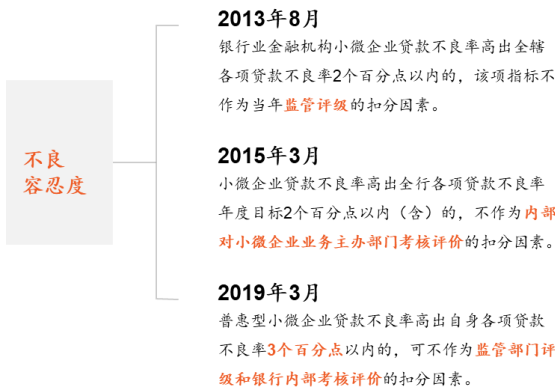 不良
容忍度
2013年8月
银行业金融机构小微企业贷款不良率高出全辖
各项贷款不良率2个百分点以内的，该项指标不
作为当年监管评级的扣分因素。
2015年3月
小微企业贷款不良率高出全行各项贷款不良率
年度目标2个百分点以内（含）的，不作为内部
对小微企业业务主办部门考核评价的扣分因素。
2019年3月
普惠型小微企业贷款不良率高出自身各项贷款
不良率3个百分点以内的，可不作为监管部门评
级和银行内部考核评价的扣分因素。